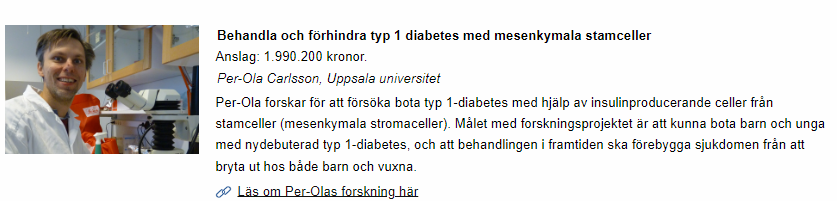 Behandla och förhindra typ 1 diabetes med mesenkymala stamceller
Anslag: 1.990.200 kronor.
Per-Ola Carlsson, Uppsala universitet
Per-Ola forskar för att försöka bota typ 1-diabetes med hjälp av insulinproducerande celler från
stamceller (mesenkymala stromaceller). Målet med forskningsprojektet är att kunna bota barn och unga
med nydebuterad typ 1-diabetes, och att behandlingen i framtiden ska förebygga sjukdomen från att
bryta ut hos både barn och vuxna.
Läs om Per-Olas forskning här